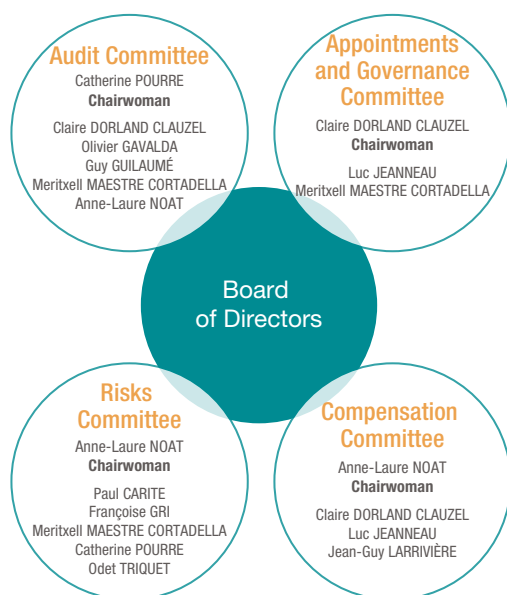 Audit Committee
Catherine POURRE
Chairwoman
Claire DORLAND CLAUZEL
Olivier GAVALDA
Guy GUILAUMÉ
Meritxell MAESTRE CORTADELLA
Anne-Laure NOAT
Appointments
and Governance
Committee
Claire DORLAND CLAUZEL
Chairwoman
Luc JEANNEAU
Meritxell MAESTRE CORTADELLA
Board
of Directors
Risks
Committee
Anne-Laure NOAT
Chairwoman
Paul CARITE
Françoise GRI
Meritxell MAESTRE CORTADELLA
Catherine POURRE
Odet TRIQUET
Compensation
Committee
Anne-Laure NOAT
Chairwoman
Claire DORLAND CLAUZEL
Luc JEANNEAU
Jean-Guy LARRIVIÈRE